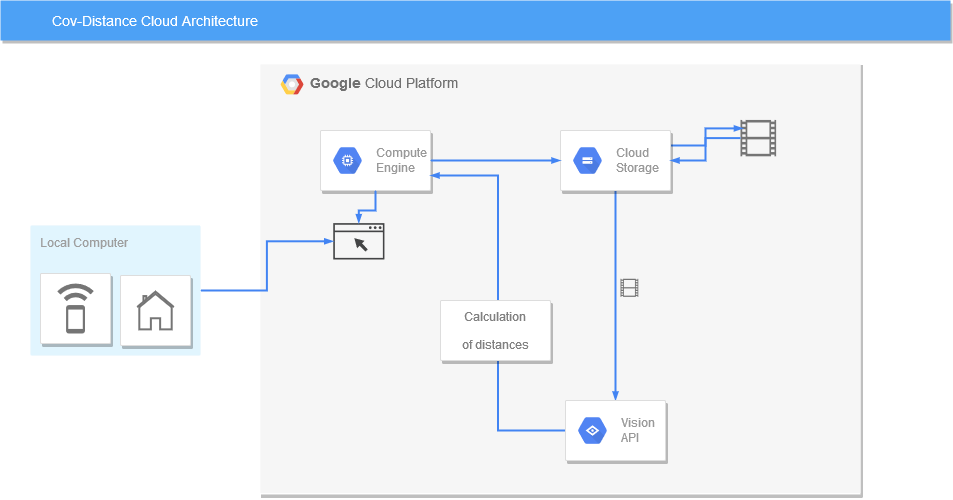 Cov-Distance Cloud Architecture
Google Cloud Platform
Compute
Engine
Cloud
Storage
Local Computer
Calculation
of distances
Vision
API